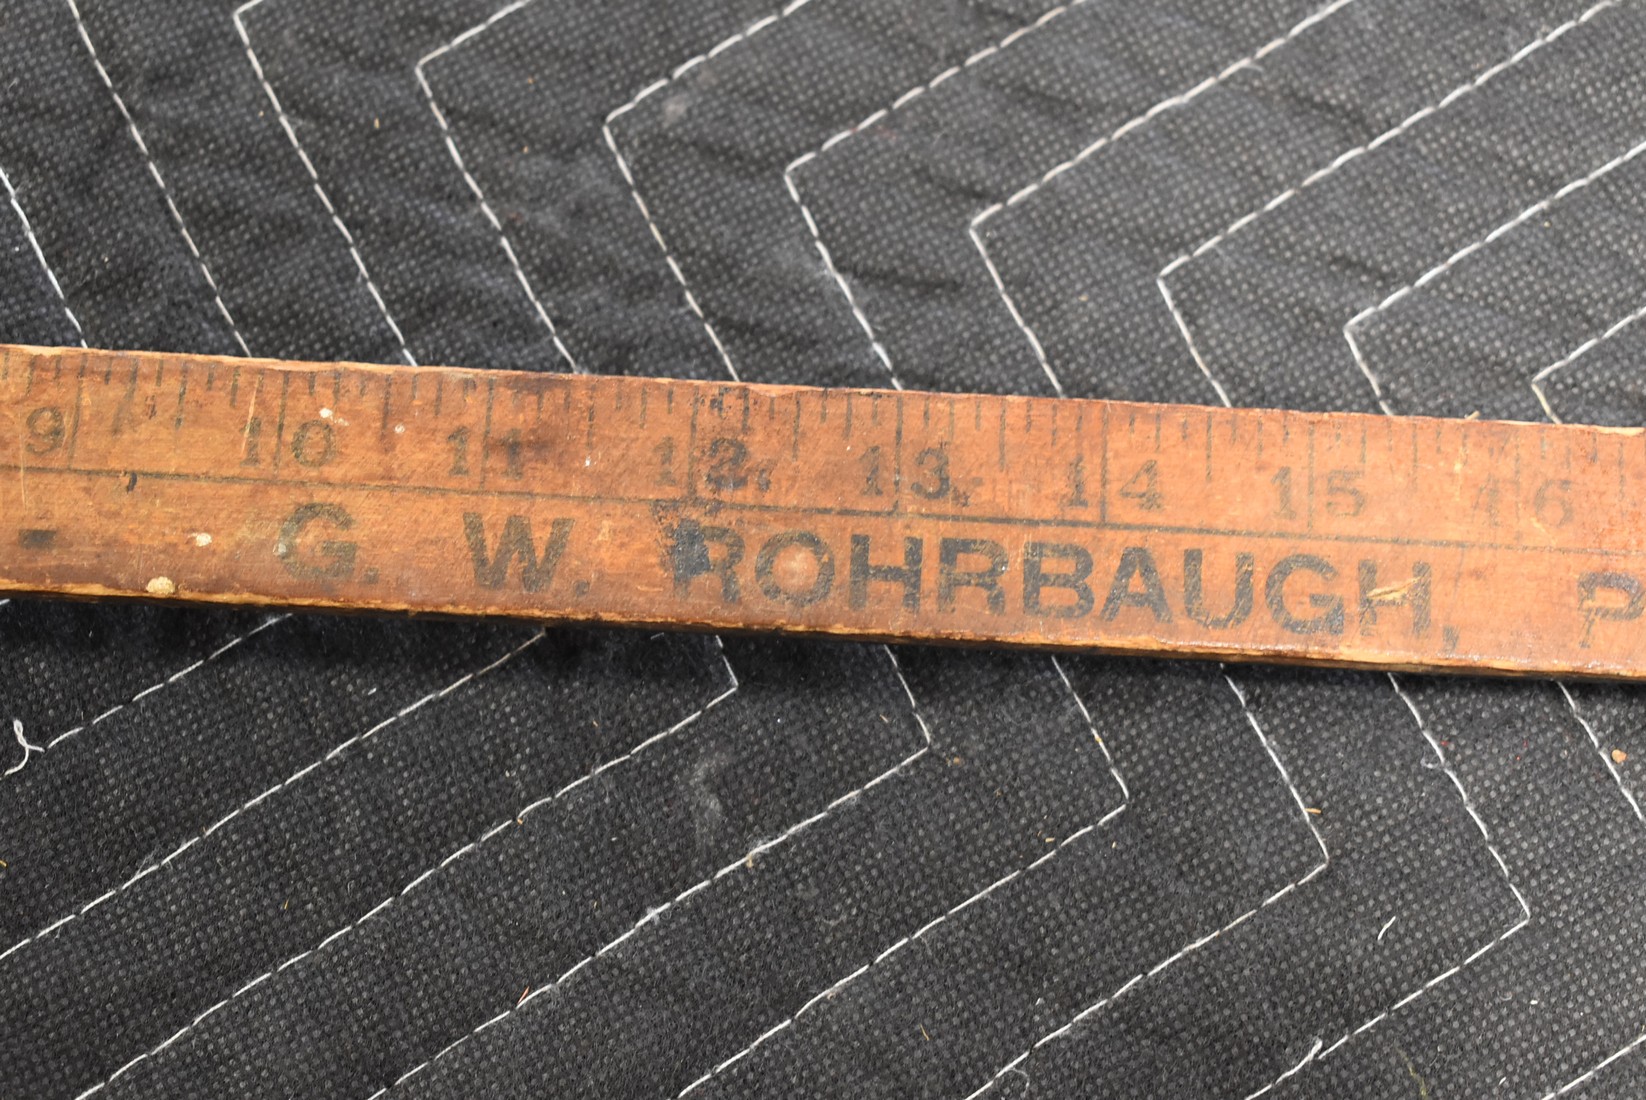 9 10 11 12. 13. 14 15 16
- G. W. ROHRBAUGH, P